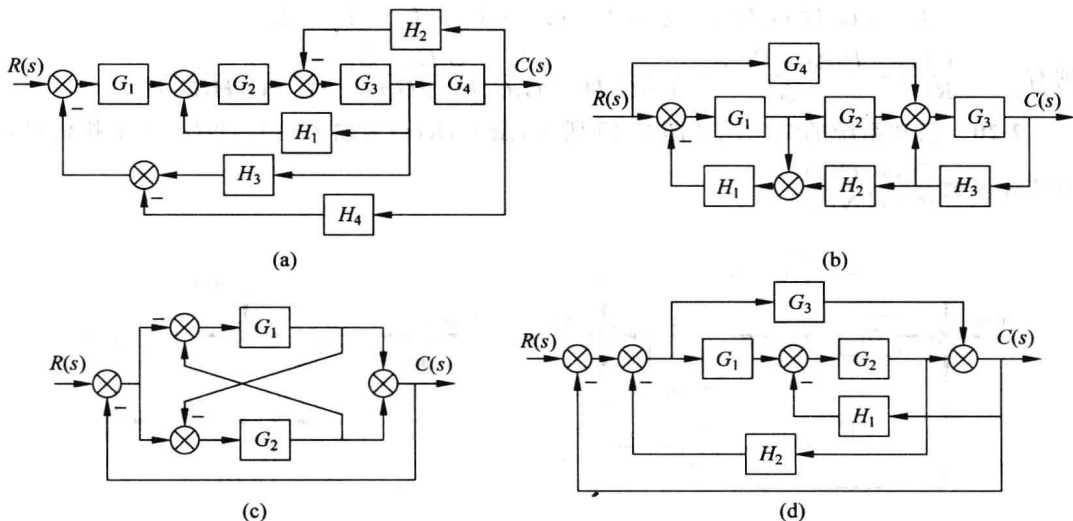 H₂
R(s) G₁ G₂ − G₃ G₄ C(s)
− H₁
− H₃
H₄
(a)
G₄
R(s) − G₁ G₂ G₃ C(s)
H₁ H₂ H₃
(b)
− G₁
R(s) C(s)
− −
G₂
(c)
G₃
R(s) − − G₁ − G₂ C(s)
H₁
H₂
(d)